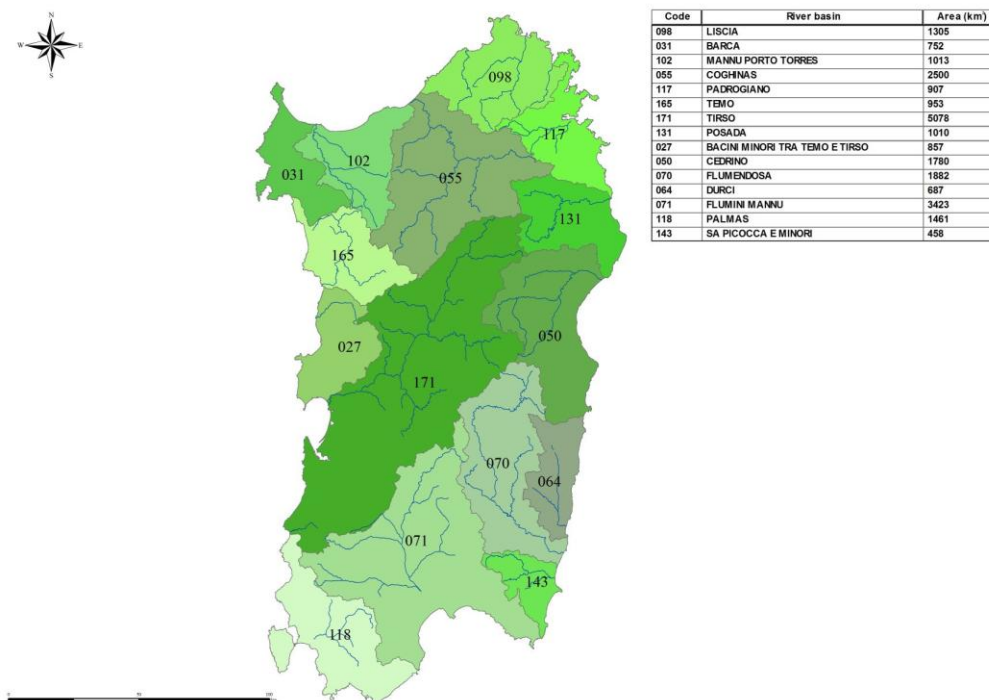 N
W E
S
Code River basin Area (km²)
098 LISCIA 1305
031 BARCA 752
102 MANNU PORTO TORRES 1013
055 COGHINAS 2500
117 PADROGIANO 907
165 TEMO 953
171 TIRSO 5078
131 POSADA 1010
027 BACINI MINORI TRA TEMO E TIRSO 857
050 CEDRINO 1780
070 FLUMENDOSA 1882
064 DURCI 687
071 FLUMINI MANNU 3423
118 PALMAS 1461
143 SA PICOCCA E MINORI 458
098
117
102
031
055
131
165
050
027
171
070
064
071
143
118